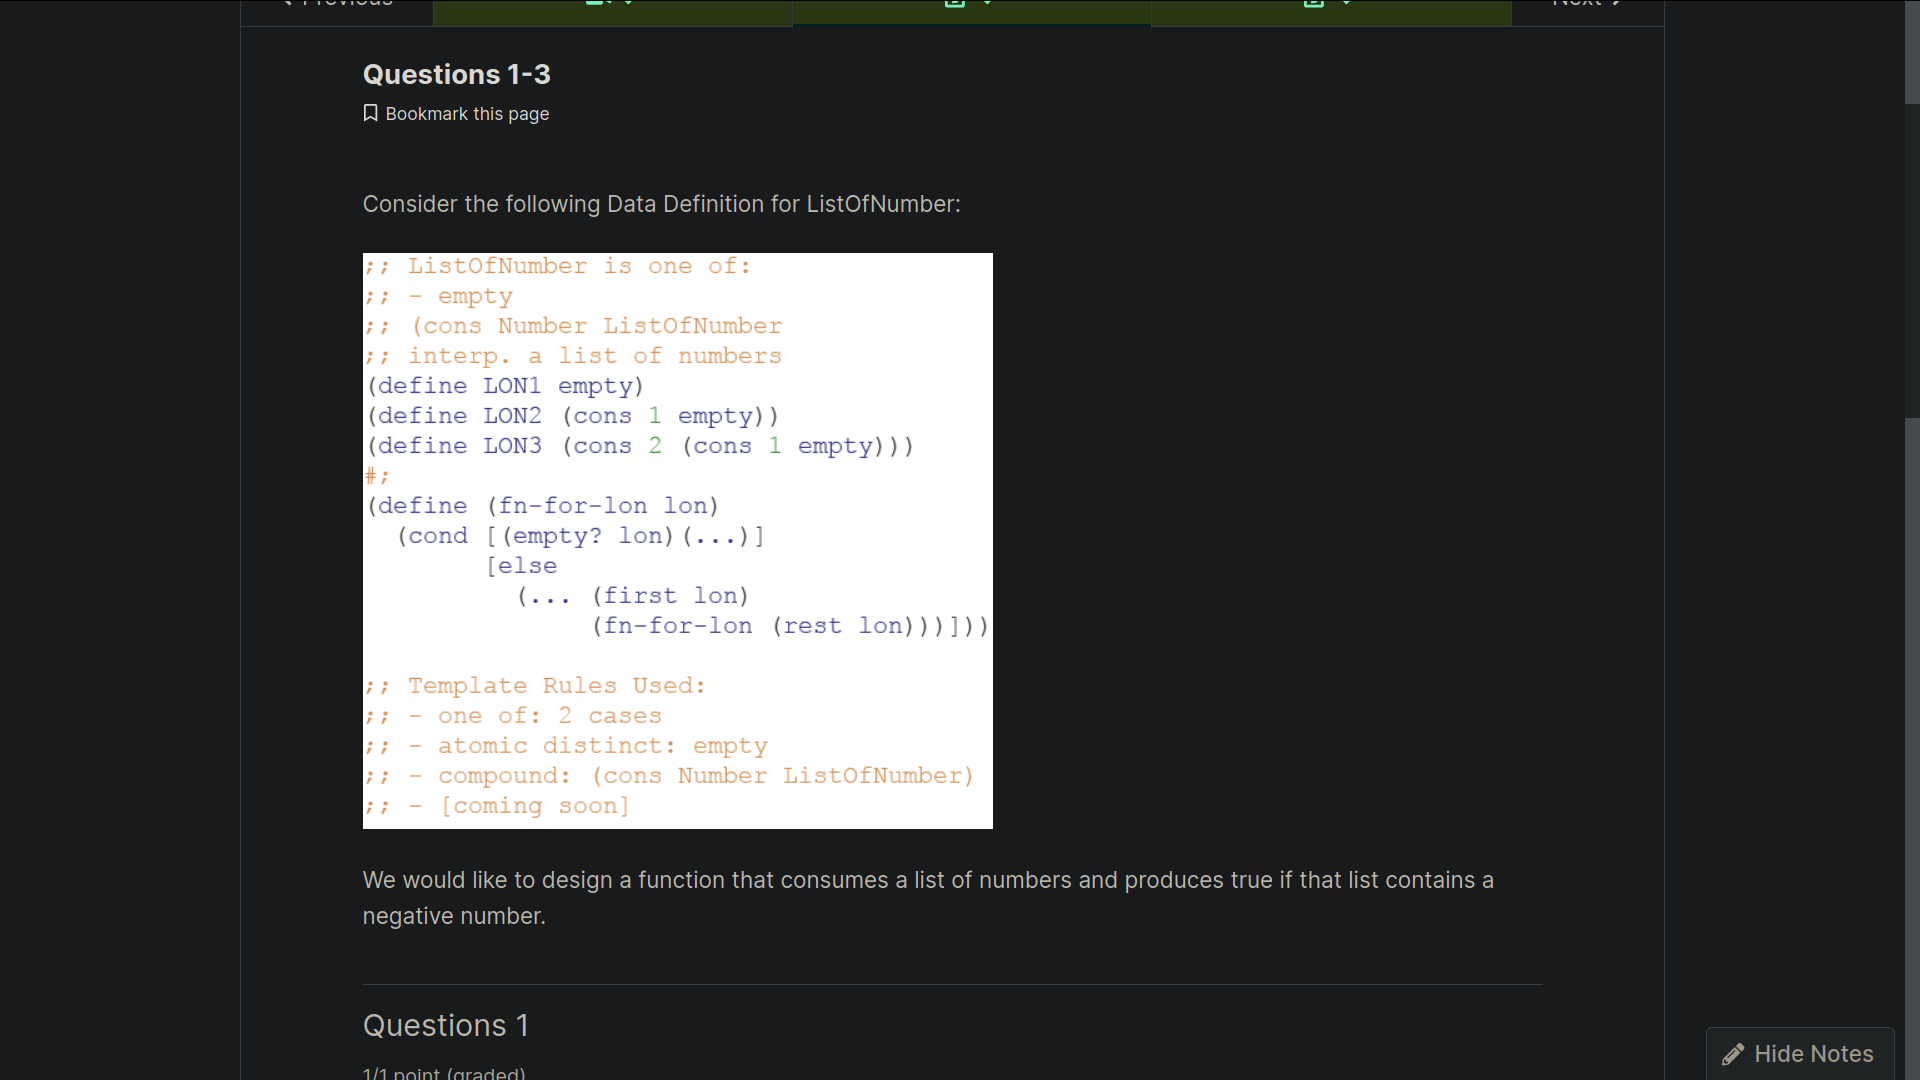 Previous
Next
Questions 1-3
Bookmark this page
Consider the following Data Definition for ListOfNumber:
;; ListOfNumber is one of:
;; - empty
;; (cons Number ListOfNumber
;; interp. a list of numbers
(define LON1 empty)
(define LON2 (cons 1 empty))
(define LON3 (cons 2 (cons 1 empty)))
#;
(define (fn-for-lon lon)
  (cond [(empty? lon)(...)]
        [else
          (... (first lon)
               (fn-for-lon (rest lon)))]))
;; Template Rules Used:
;; - one of: 2 cases
;; - atomic distinct: empty
;; - compound: (cons Number ListOfNumber)
;; - [coming soon]
We would like to design a function that consumes a list of numbers and produces true if that list contains a
negative number.
Questions 1
1/1 point (graded)
Hide Notes